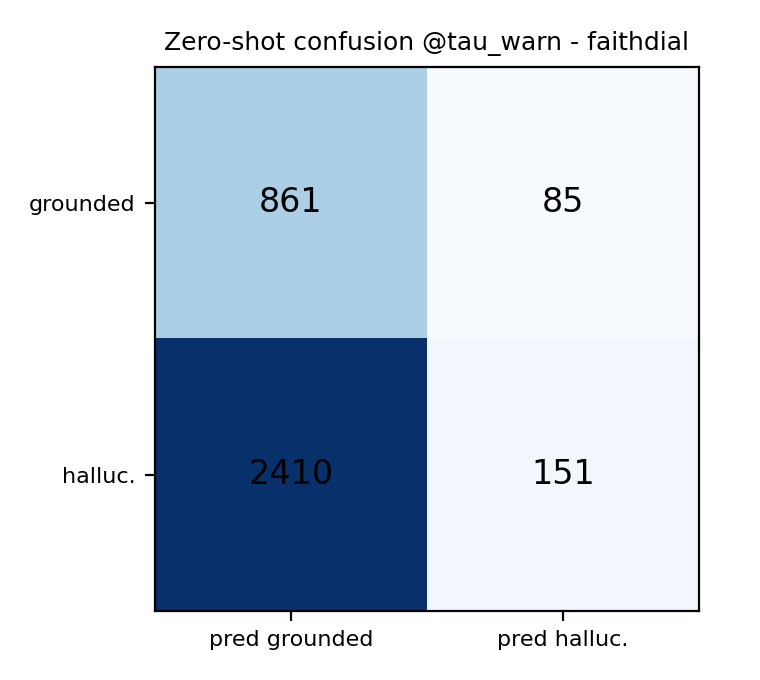 Zero-shot confusion @tau_warn - faithdial
grounded
861
85
halluc.
2410
151
pred grounded
pred halluc.